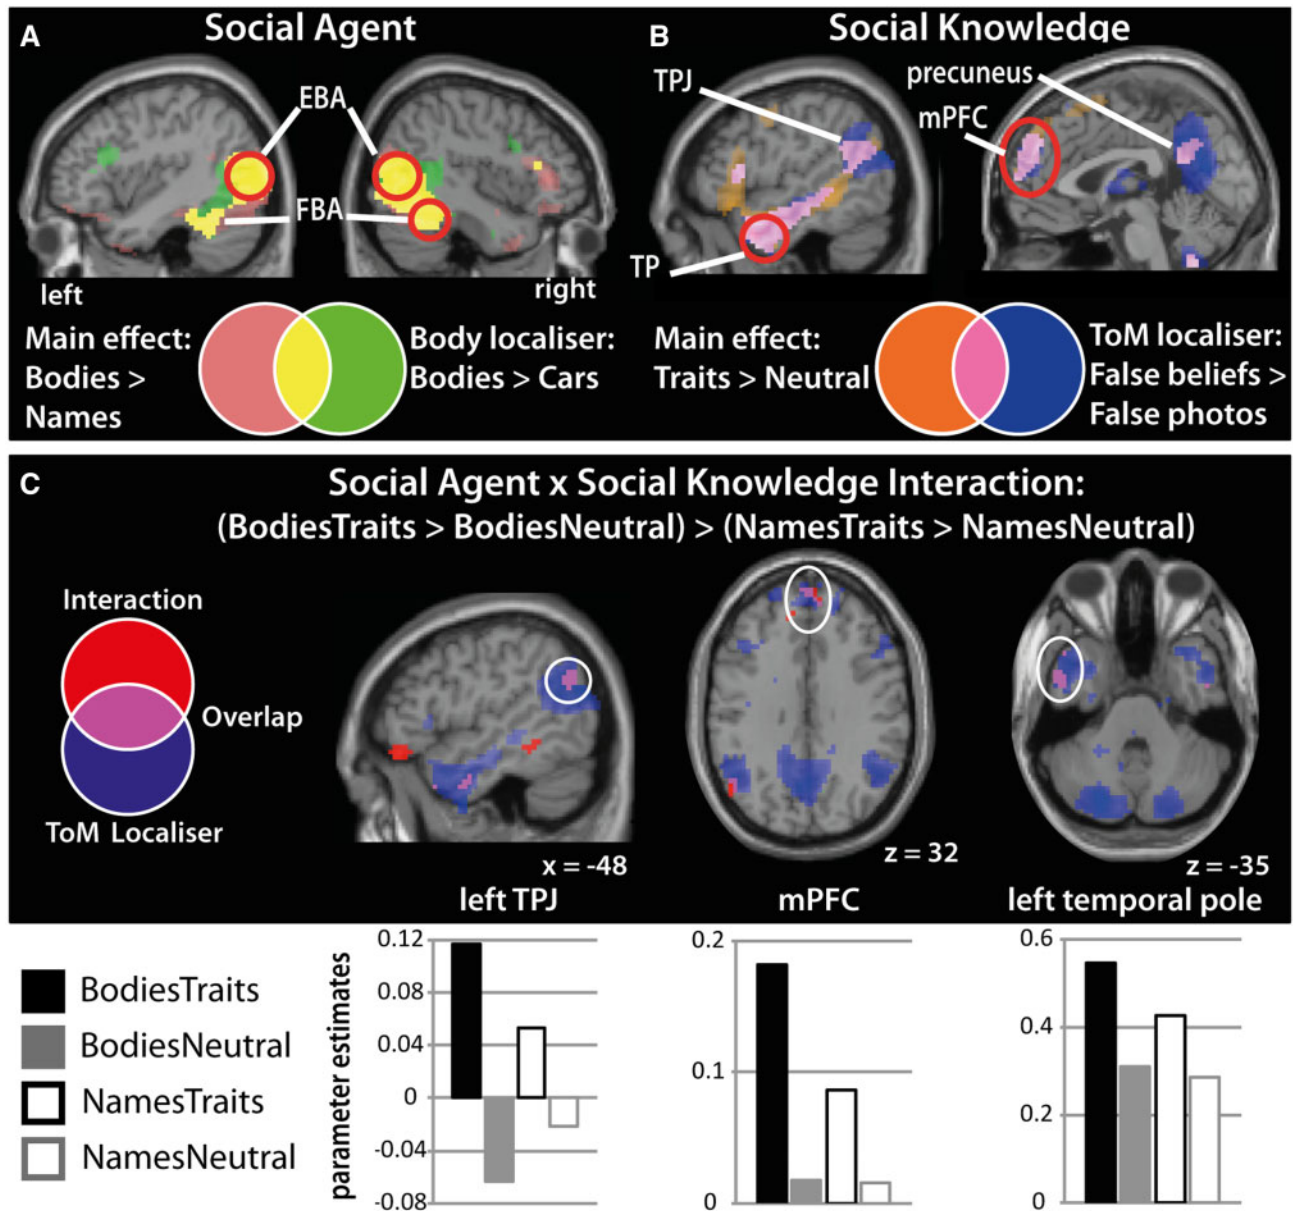 A
Social Agent
EBA
FBA
left
right
Main effect:
Bodies >
Names
Body localiser:
Bodies > Cars
B
Social Knowledge
TPJ
precuneus
mPFC
TP
Main effect:
Traits > Neutral
ToM localiser:
False beliefs >
False photos
C
Social Agent x Social Knowledge Interaction:
(BodiesTraits > BodiesNeutral) > (NamesTraits > NamesNeutral)
Interaction
Overlap
ToM Localiser
x = -48
z = 32
z = -35
left TPJ
mPFC
left temporal pole
BodiesTraits
BodiesNeutral
NamesTraits
NamesNeutral
parameter estimates
0.12
0.08
0.04
0
-0.04
-0.08
0.2
0.1
0
0.6
0.4
0.2
0